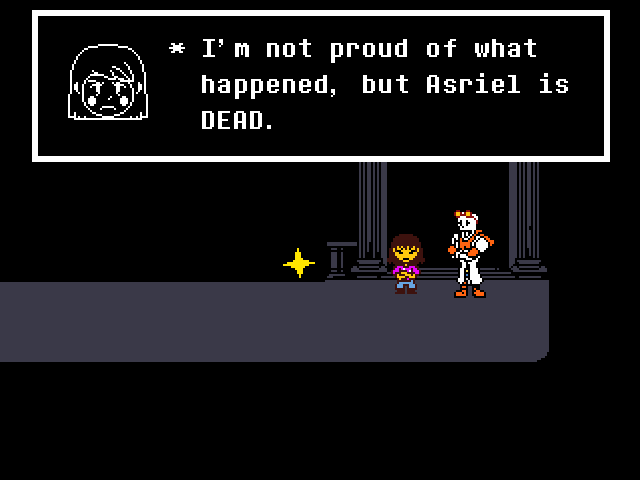 * I'm not proud of what
happened, but Asriel is
DEAD.